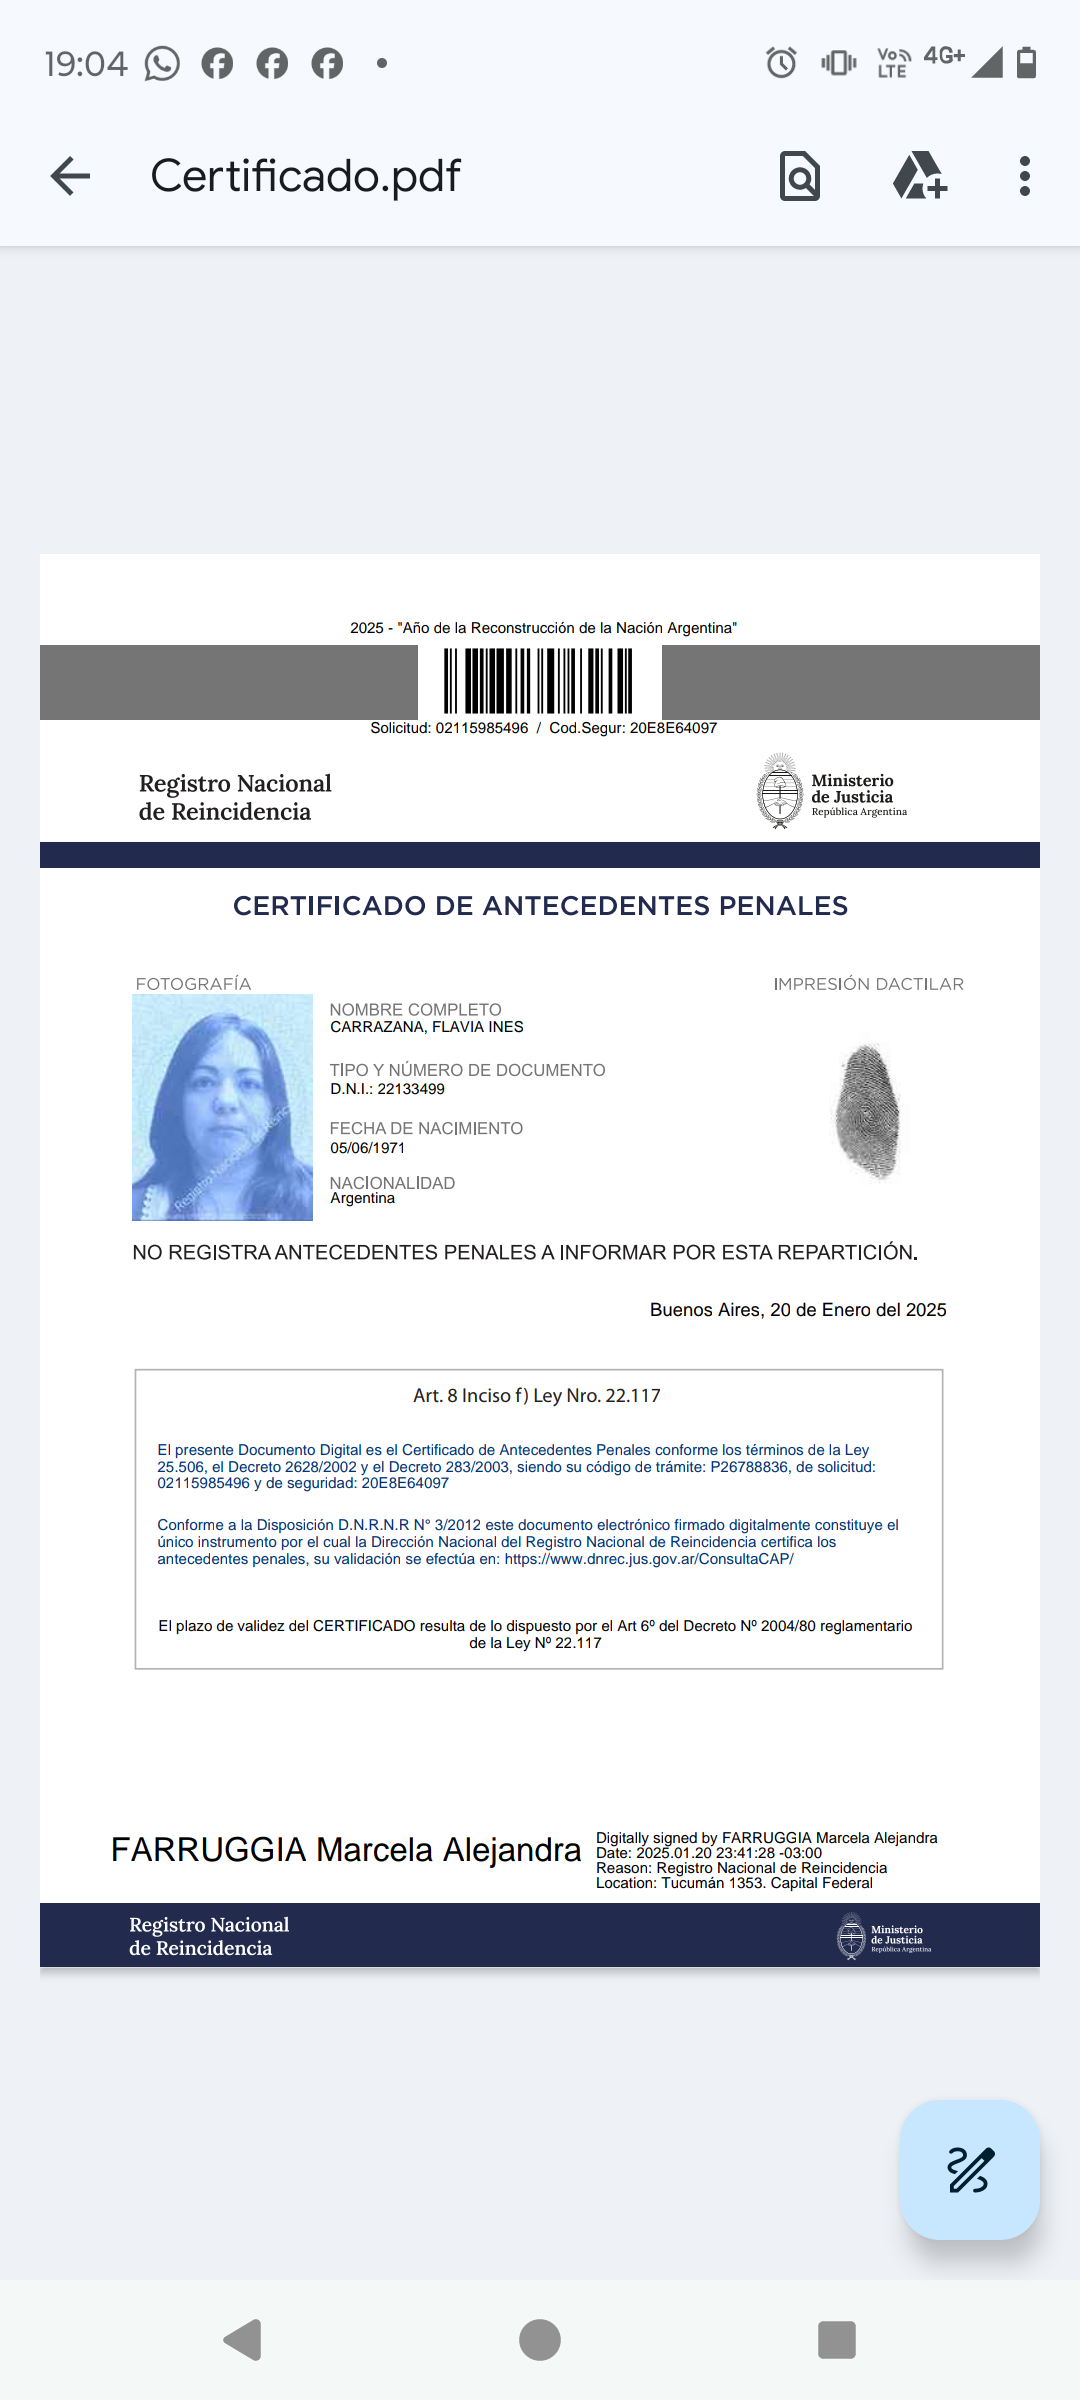 19:04
Vo
LTE
4G+
Certificado.pdf
2025 - "Año de la Reconstrucción de la Nación Argentina"
Solicitud: 02115985496 / Cod.Segur: 20E8E64097
Registro Nacional
de Reincidencia
Ministerio
de Justicia
República Argentina
CERTIFICADO DE ANTECEDENTES PENALES
FOTOGRAFÍA
IMPRESIÓN DACTILAR
NOMBRE COMPLETO
CARRAZANA, FLAVIA INES
TIPO Y NÚMERO DE DOCUMENTO
D.N.I.: 22133499
FECHA DE NACIMIENTO
05/06/1971
NACIONALIDAD
Argentina
Registro Nacional de
NO REGISTRA ANTECEDENTES PENALES A INFORMAR POR ESTA REPARTICIÓN.
Buenos Aires, 20 de Enero del 2025
Art. 8 Inciso f) Ley Nro. 22.117
El presente Documento Digital es el Certificado de Antecedentes Penales conforme los términos de la Ley
25.506, el Decreto 2628/2002 y el Decreto 283/2003, siendo su código de trámite: P26788836, de solicitud:
02115985496 y de seguridad: 20E8E64097
Conforme a la Disposición D.N.R.N.R N° 3/2012 este documento electrónico firmado digitalmente constituye el
único instrumento por el cual la Dirección Nacional del Registro Nacional de Reincidencia certifica los
antecedentes penales, su validación se efectúa en: https://www.dnrec.jus.gov.ar/ConsultaCAP/
El plazo de validez del CERTIFICADO resulta de lo dispuesto por el Art 6º del Decreto Nº 2004/80 reglamentario
de la Ley Nº 22.117
FARRUGGIA Marcela Alejandra
Digitally signed by FARRUGGIA Marcela Alejandra
Date: 2025.01.20 23:41:28 -03:00
Reason: Registro Nacional de Reincidencia
Location: Tucumán 1353. Capital Federal
Registro Nacional
de Reincidencia
Ministerio
de Justicia
República Argentina